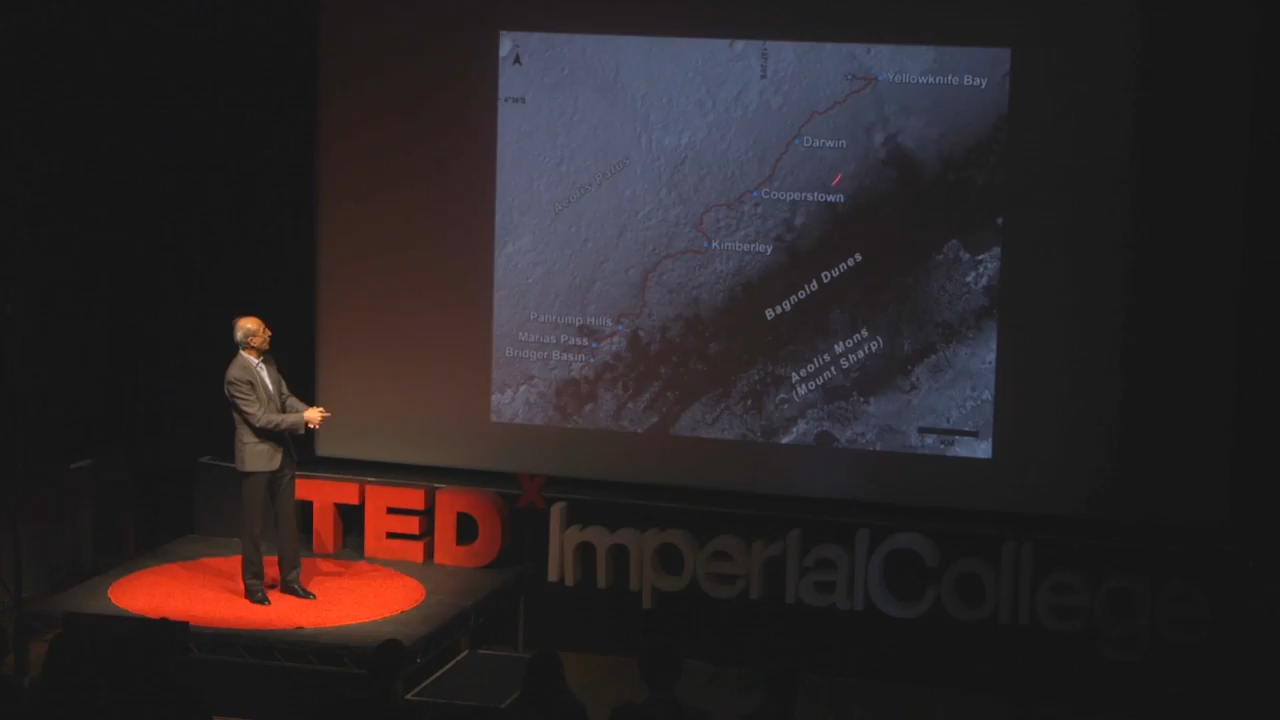 Yellowknife Bay
Darwin
Aeolis Palus
Cooperstown
Kimberley
Bagnold Dunes
Pahrump Hills
Marias Pass
Bridger Basin
Aeolis Mons
(Mount Sharp)
TEDx
ImperialCollege